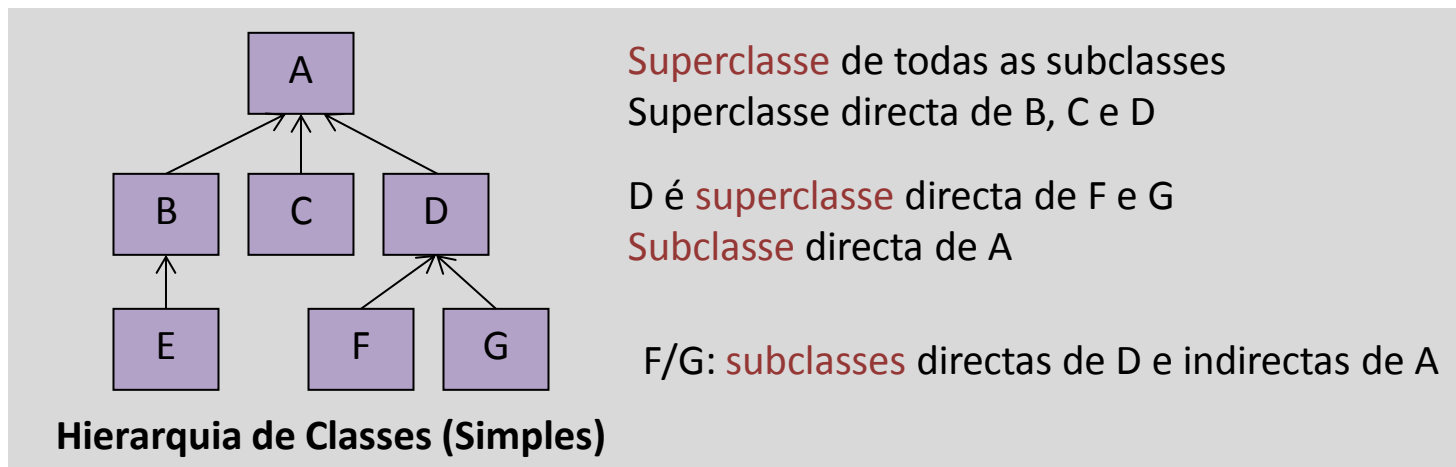 A
Superclasse de todas as subclasses
Superclasse directa de B, C e D
B
C
D
D é superclasse directa de F e G
Subclasse directa de A
E
F
G
F/G: subclasses directas de D e indirectas de A
Hierarquia de Classes (Simples)